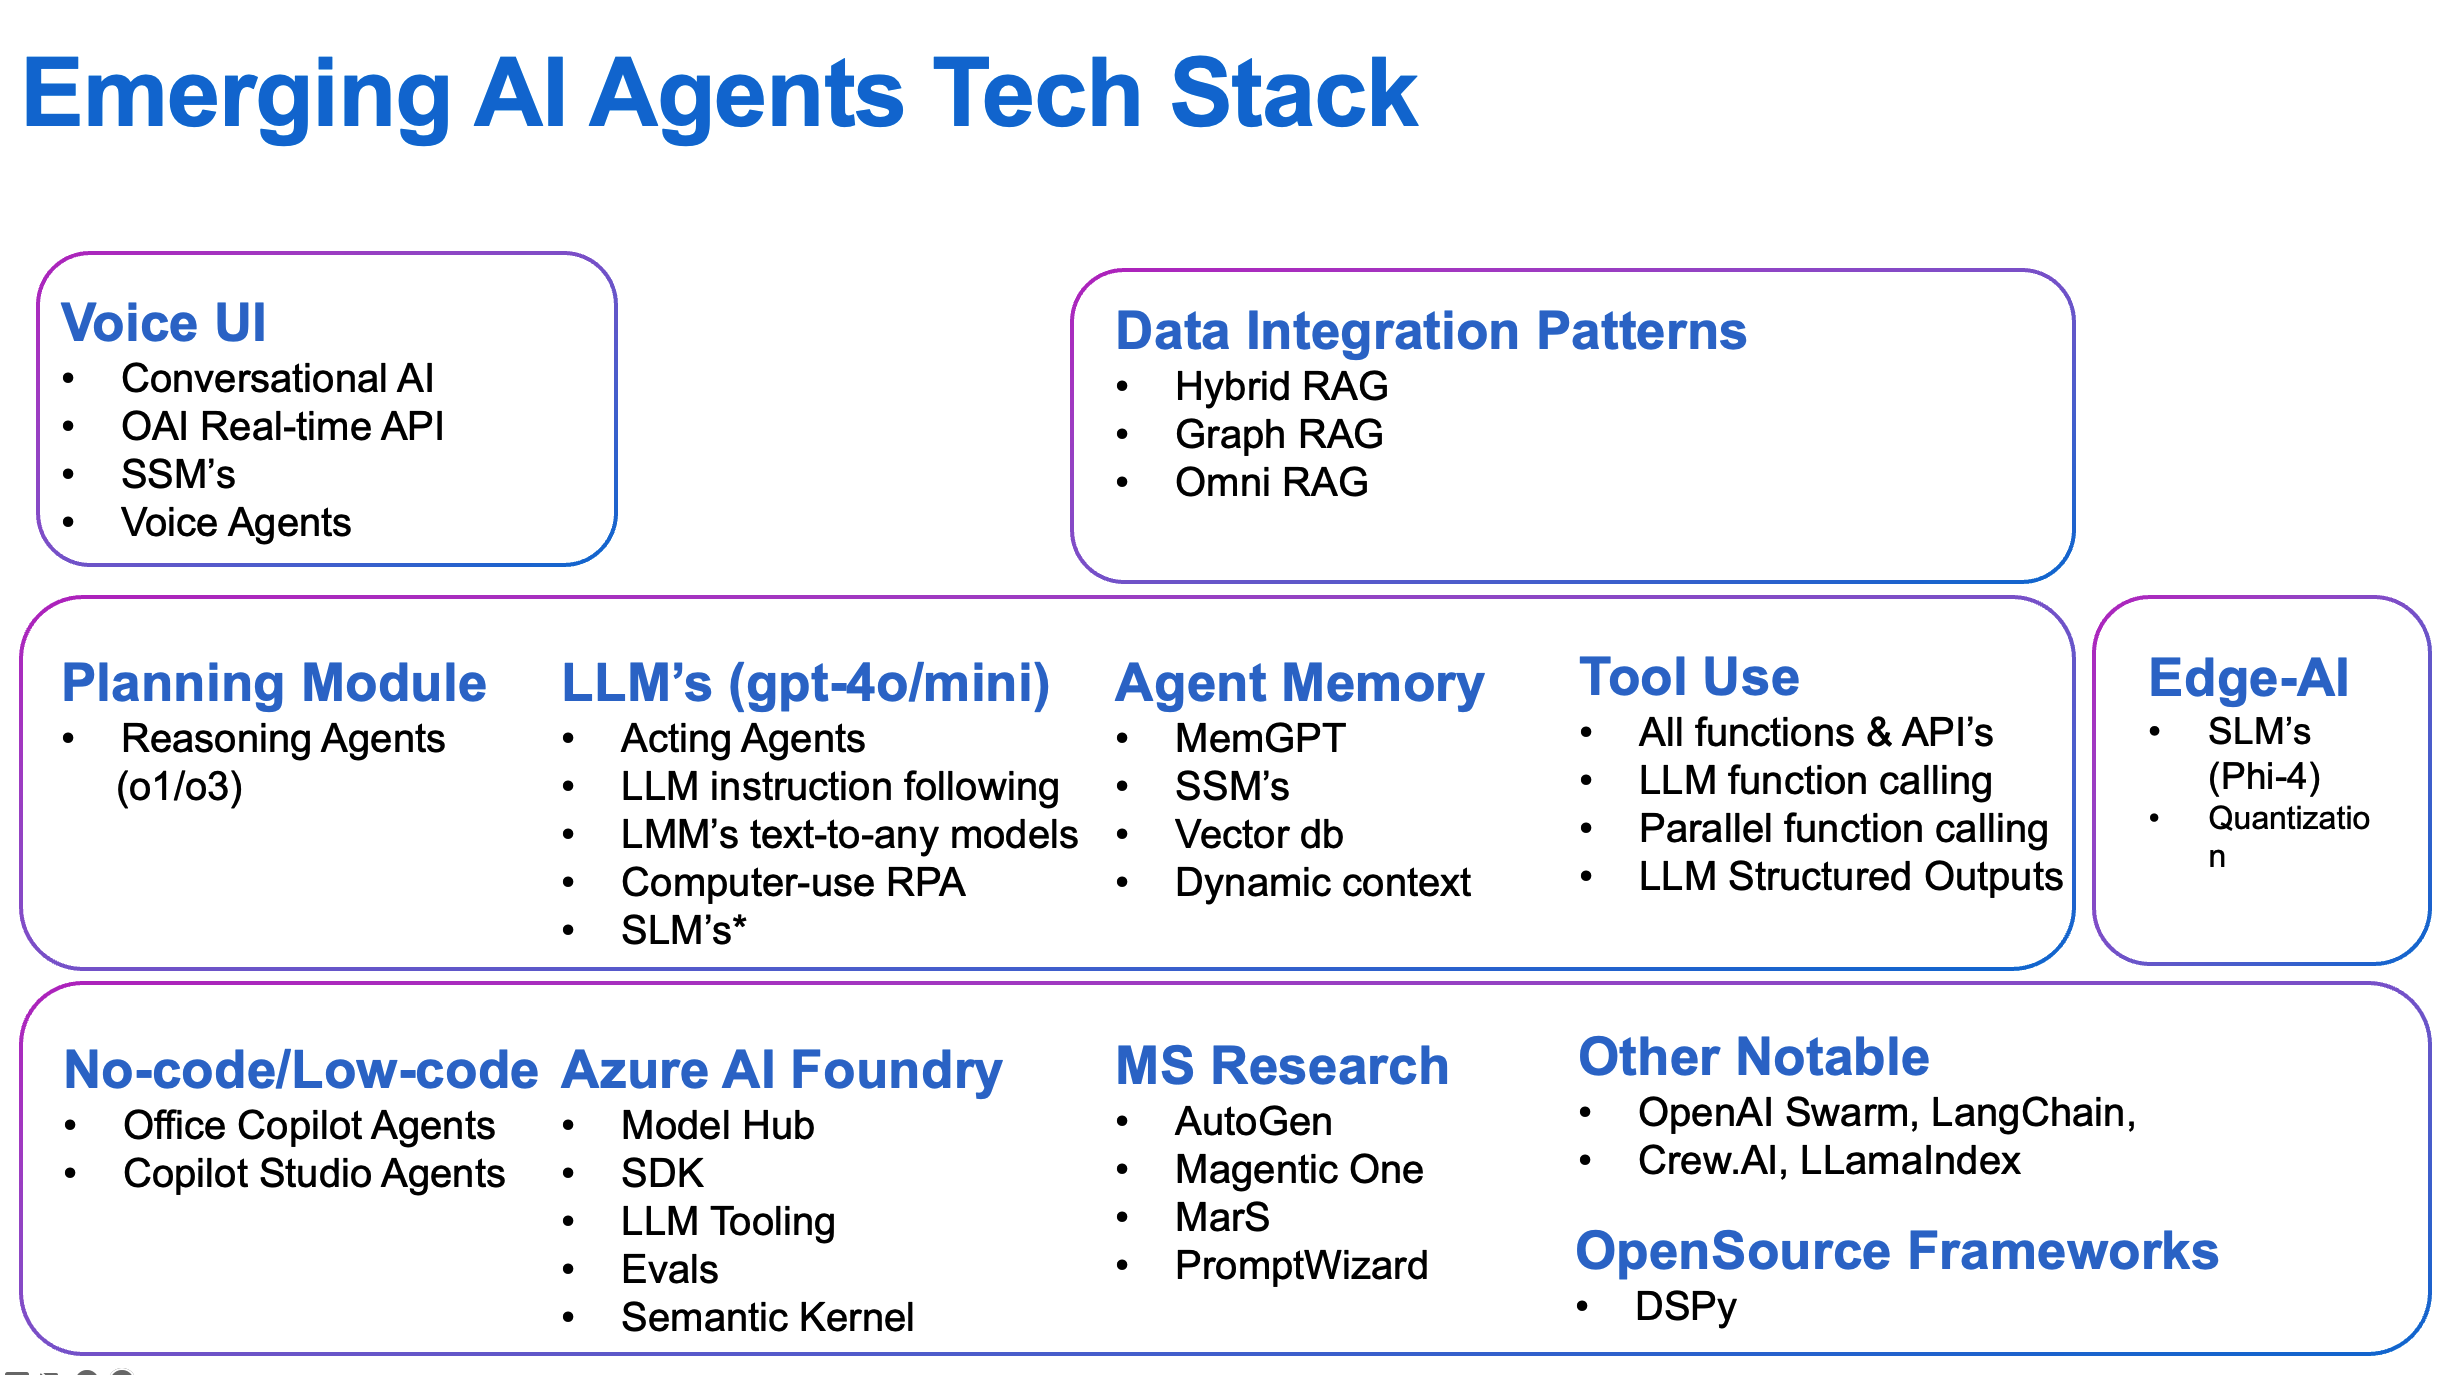 Emerging AI Agents Tech Stack
Voice UI
• Conversational AI
• OAI Real-time API
• SSM’s
• Voice Agents
Data Integration Patterns
• Hybrid RAG
• Graph RAG
• Omni RAG
Planning Module
• Reasoning Agents
(o1/o3)
LLM’s (gpt-4o/mini)
• Acting Agents
• LLM instruction following
• LMM’s text-to-any models
• Computer-use RPA
• SLM’s*
Agent Memory
• MemGPT
• SSM’s
• Vector db
• Dynamic context
Tool Use
• All functions & API’s
• LLM function calling
• Parallel function calling
• LLM Structured Outputs
Edge-AI
• SLM’s
(Phi-4)
• Quantizatio
n
No-code/Low-code
• Office Copilot Agents
• Copilot Studio Agents
Azure AI Foundry
• Model Hub
• SDK
• LLM Tooling
• Evals
• Semantic Kernel
MS Research
• AutoGen
• Magentic One
• MarS
• PromptWizard
Other Notable
• OpenAI Swarm, LangChain,
• Crew.AI, LLamaIndex
OpenSource Frameworks
• DSPy